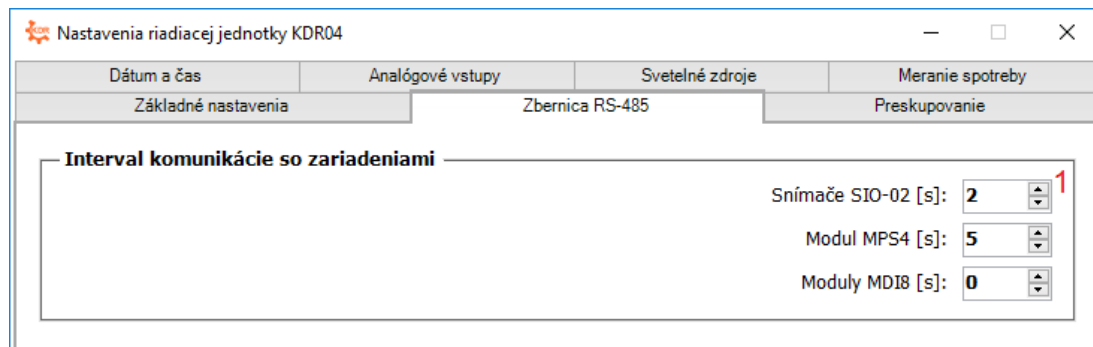 KDR Nastavenia riadiacej jednotky KDR04
Dátum a čas Analógové vstupy Svetelné zdroje Meranie spotreby
Základné nastavenia Zbernica RS-485 Preskupovanie
Interval komunikácie so zariadeniami
Snímače SIO-02 [s]: 2 1
Modul MPS4 [s]: 5
Moduly MDI8 [s]: 0